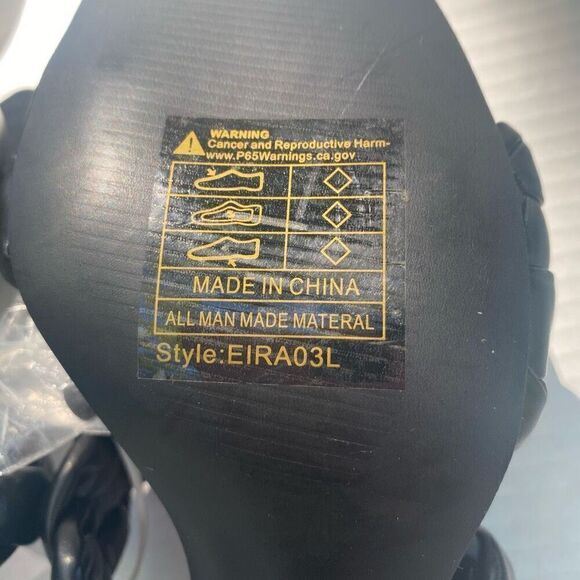 WARNING
Cancer and Reproductive Harm-
www.P65Warnings.ca.gov
MADE IN CHINA
ALL MAN MADE MATERAL
Style:EIRA03L